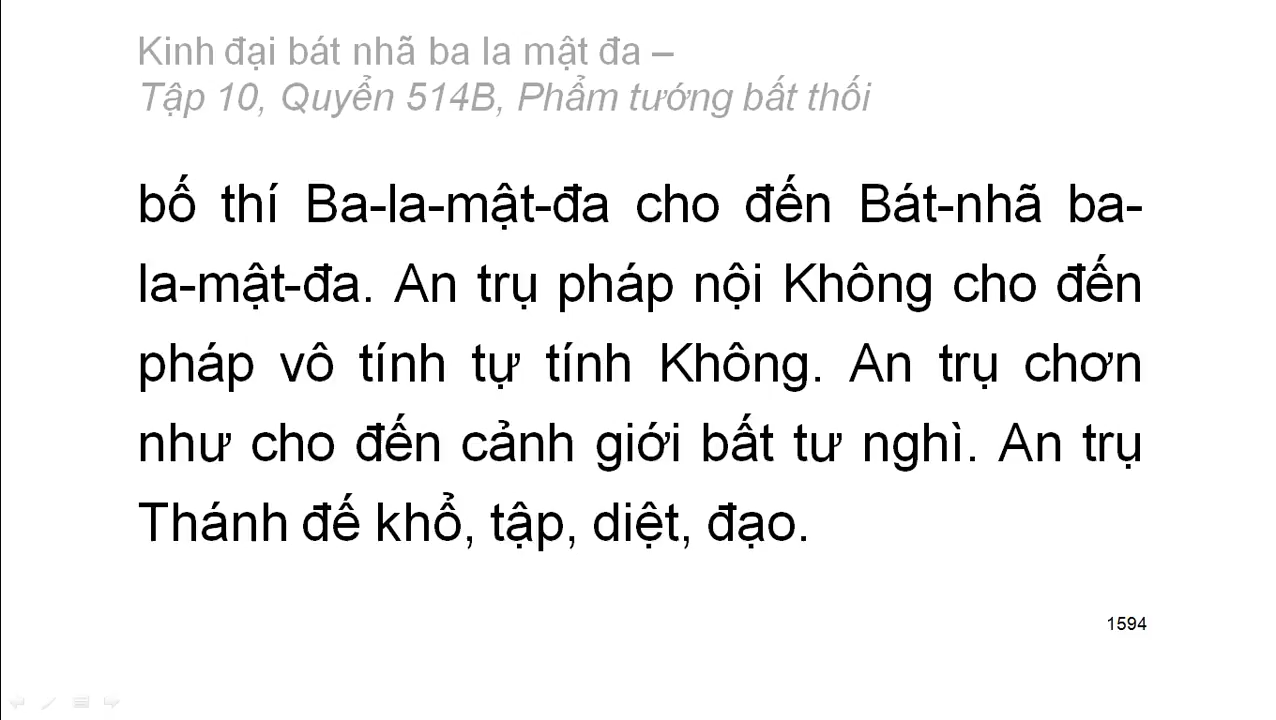 Kinh đại bát nhã ba la mật đa –
Tập 10, Quyển 514B, Phẩm tướng bất thối
bố thí Ba-la-mật-đa cho đến Bát-nhã ba-
la-mật-đa. An trụ pháp nội Không cho đến
pháp vô tính tự tính Không. An trụ chơn
như cho đến cảnh giới bất tư nghì. An trụ
Thánh đế khổ, tập, diệt, đạo.
1594